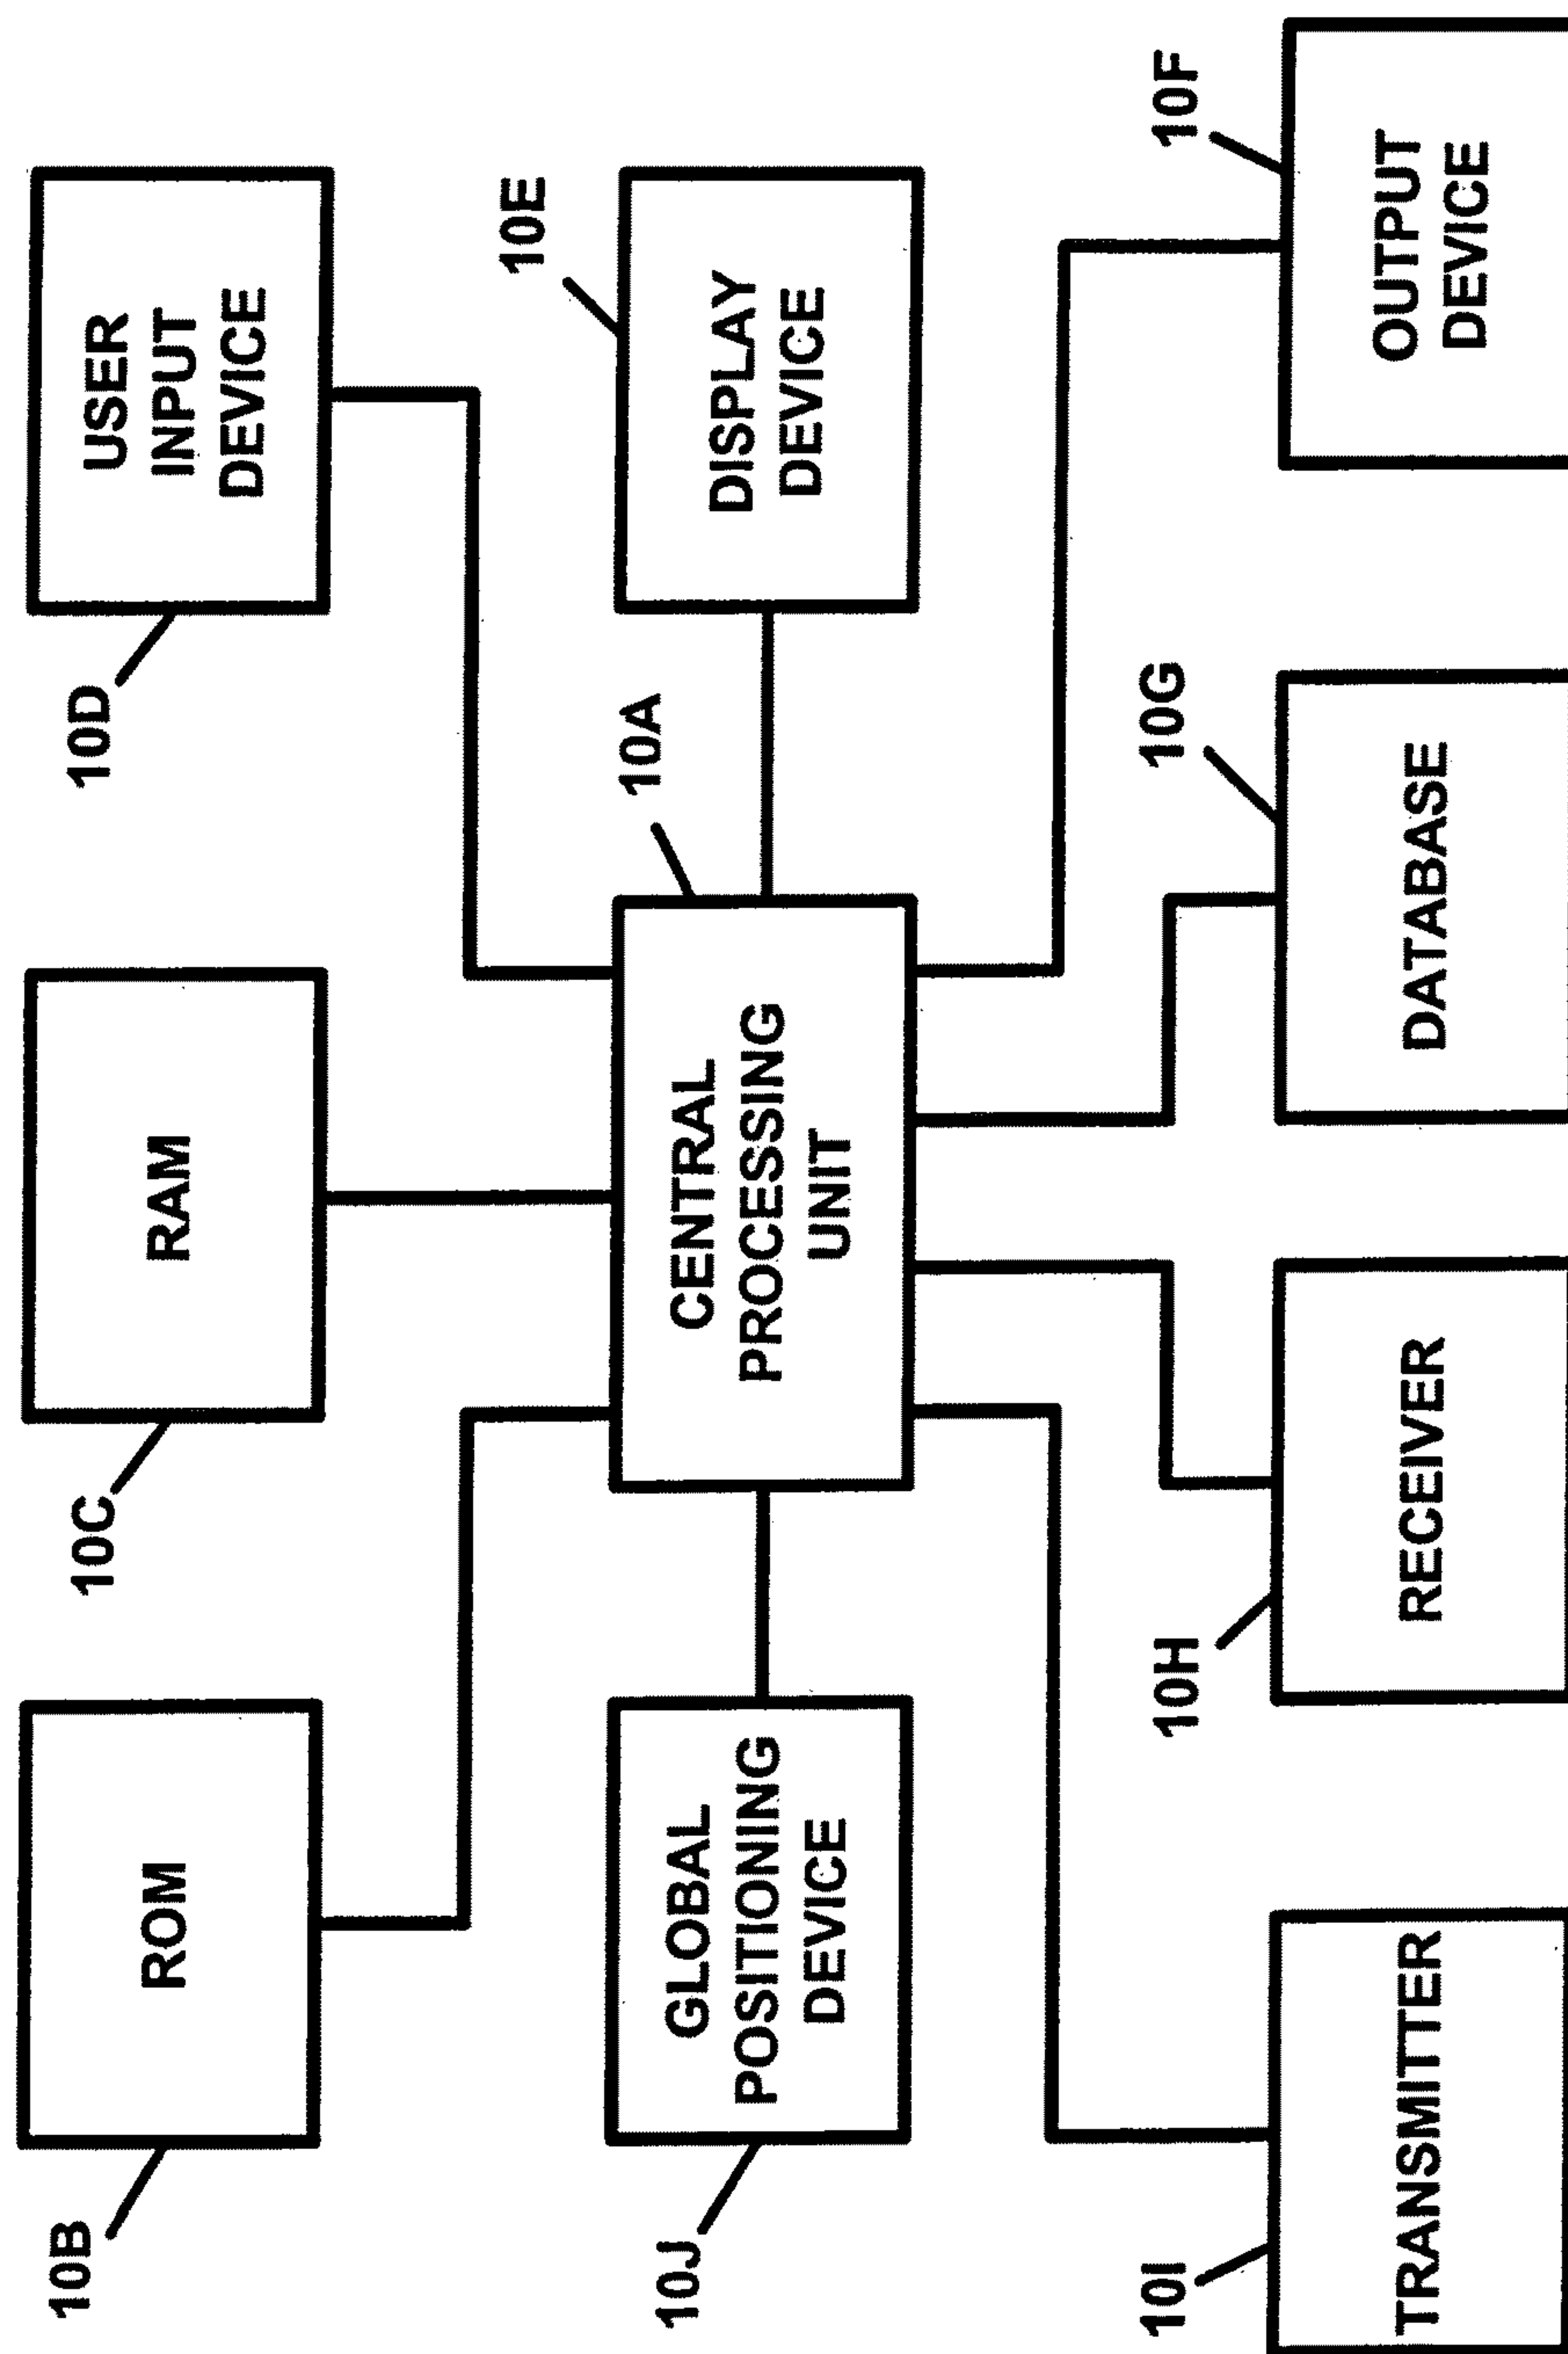 10B
ROM
10C
RAM
10D
USER
INPUT
DEVICE
10J
GLOBAL
POSITIONING
DEVICE
10A
CENTRAL
PROCESSING
UNIT
10E
DISPLAY
DEVICE
10I
TRANSMITTER
10H
RECEIVER
10G
DATABASE
10F
OUTPUT
DEVICE